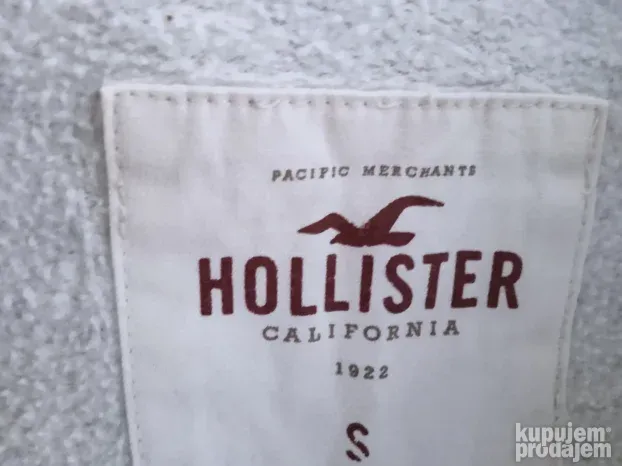 PACIFIC MERCHANTS
HOLLISTER
CALIFORNIA
1922
S
kupujem
prodajem